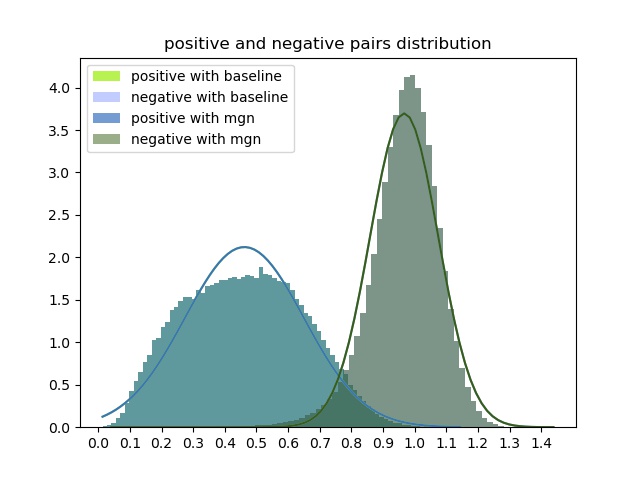 positive and negative pairs distribution
positive with baseline
negative with baseline
positive with mgn
negative with mgn
4.0
3.5
3.0
2.5
2.0
1.5
1.0
0.5
0.0
0.0 0.1 0.2 0.3 0.4 0.5 0.6 0.7 0.8 0.9 1.0 1.1 1.2 1.3 1.4